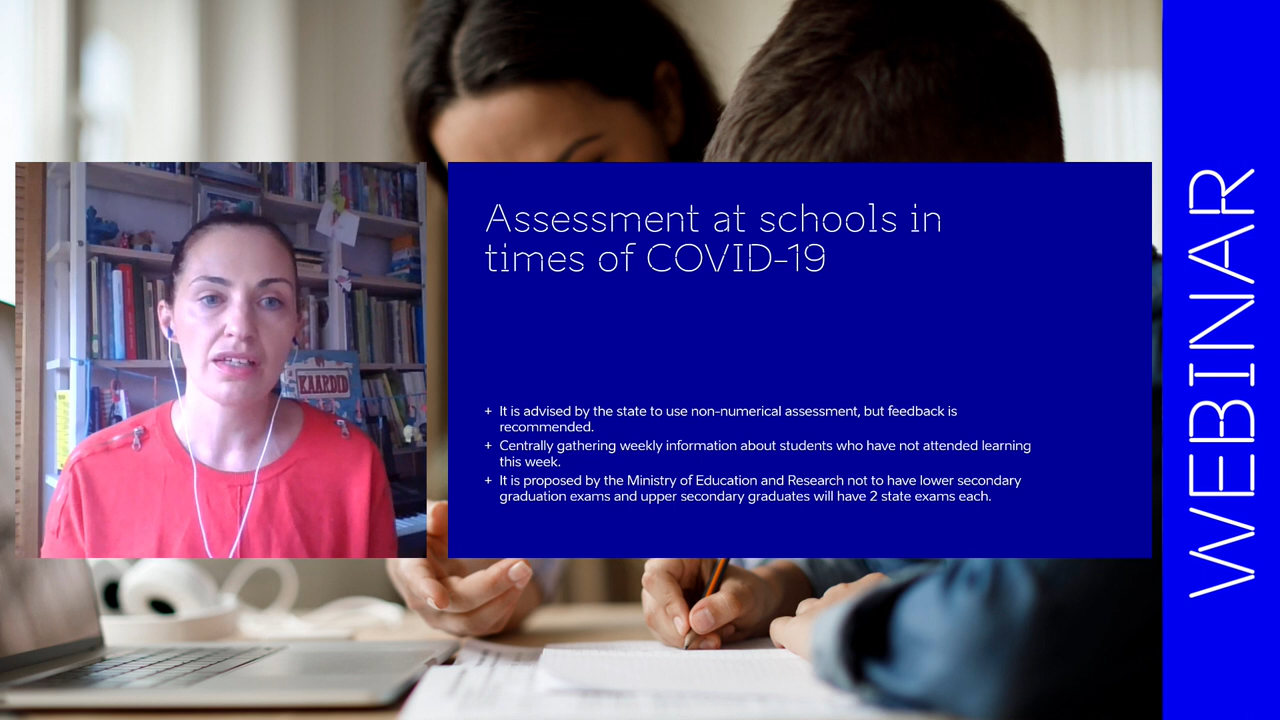 Assessment at schools in
times of COVID-19
+ It is advised by the state to use non-numerical assessment, but feedback is
recommended.
+ Centrally gathering weekly information about students who have not attended learning
this week.
+ It is proposed by the Ministry of Education and Research not to have lower secondary
graduation exams and upper secondary graduates will have 2 state exams each.
KAARDID
WEBINAR